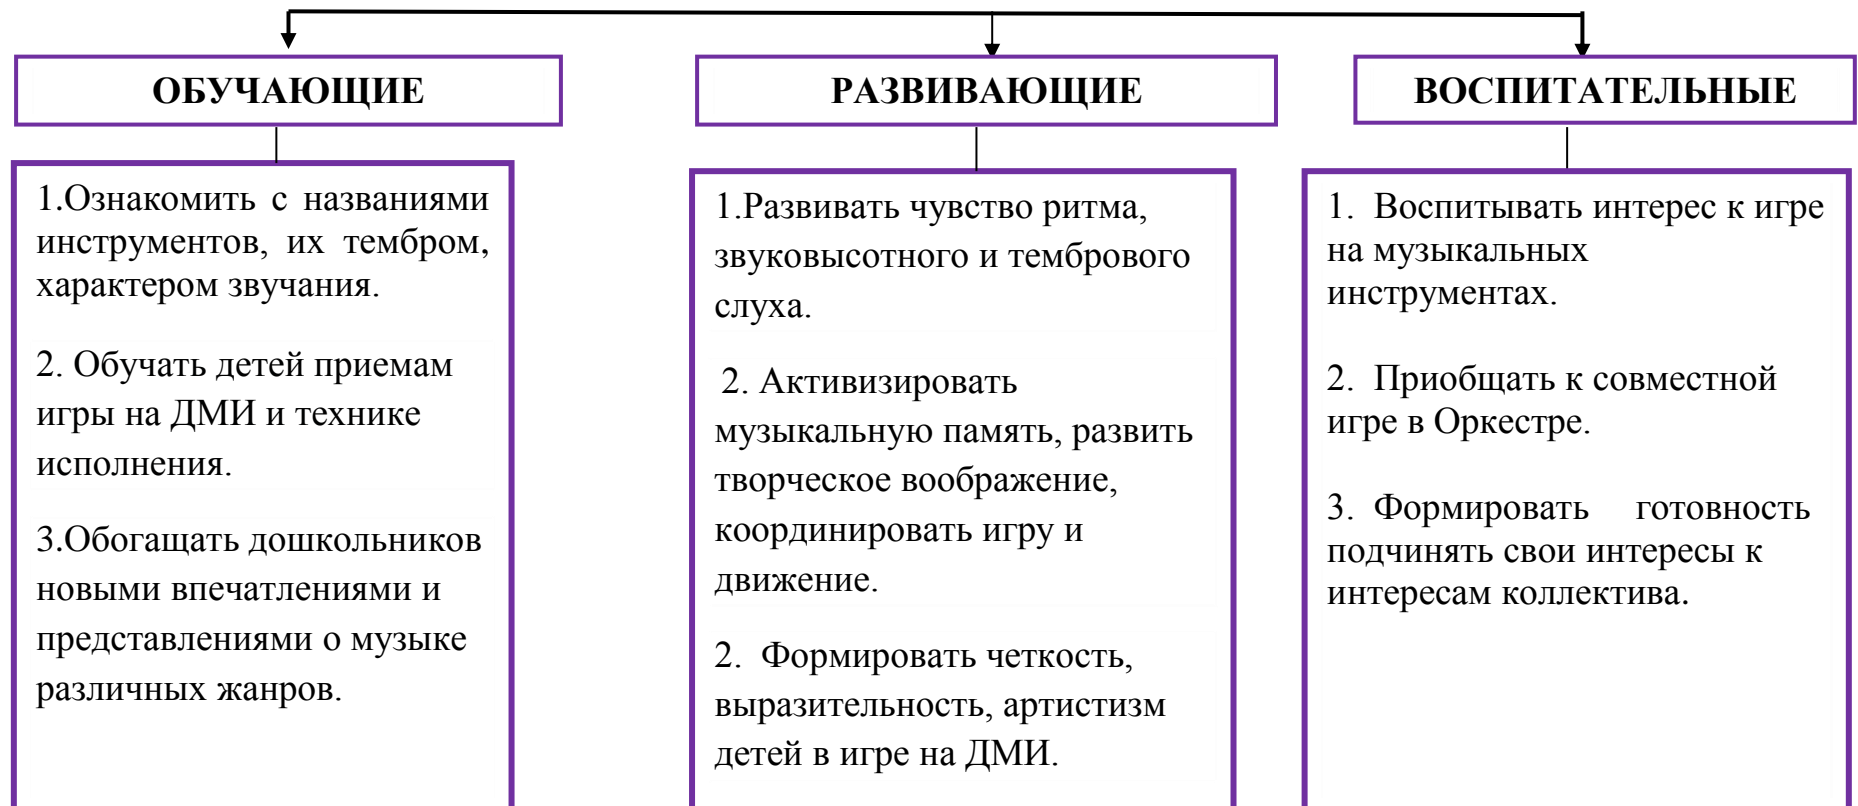 ОБУЧАЮЩИЕ
1.Ознакомить с названиями
инструментов, их тембром,
характером звучания.
2. Обучать детей приемам
игры на ДМИ и технике
исполнения.
3.Обогащать дошкольников
новыми впечатлениями и
представлениями о музыке
различных жанров.
РАЗВИВАЮЩИЕ
1.Развивать чувство ритма,
звуковысотного и тембрового
слуха.
2. Активизировать
музыкальную память, развить
творческое воображение,
координировать игру и
движение.
2. Формировать четкость,
выразительность, артистизм
детей в игре на ДМИ.
ВОСПИТАТЕЛЬНЫЕ
1. Воспитывать интерес к игре
на музыкальных
инструментах.
2. Приобщать к совместной
игре в Оркестре.
3. Формировать готовность
подчинять свои интересы к
интересам коллектива.